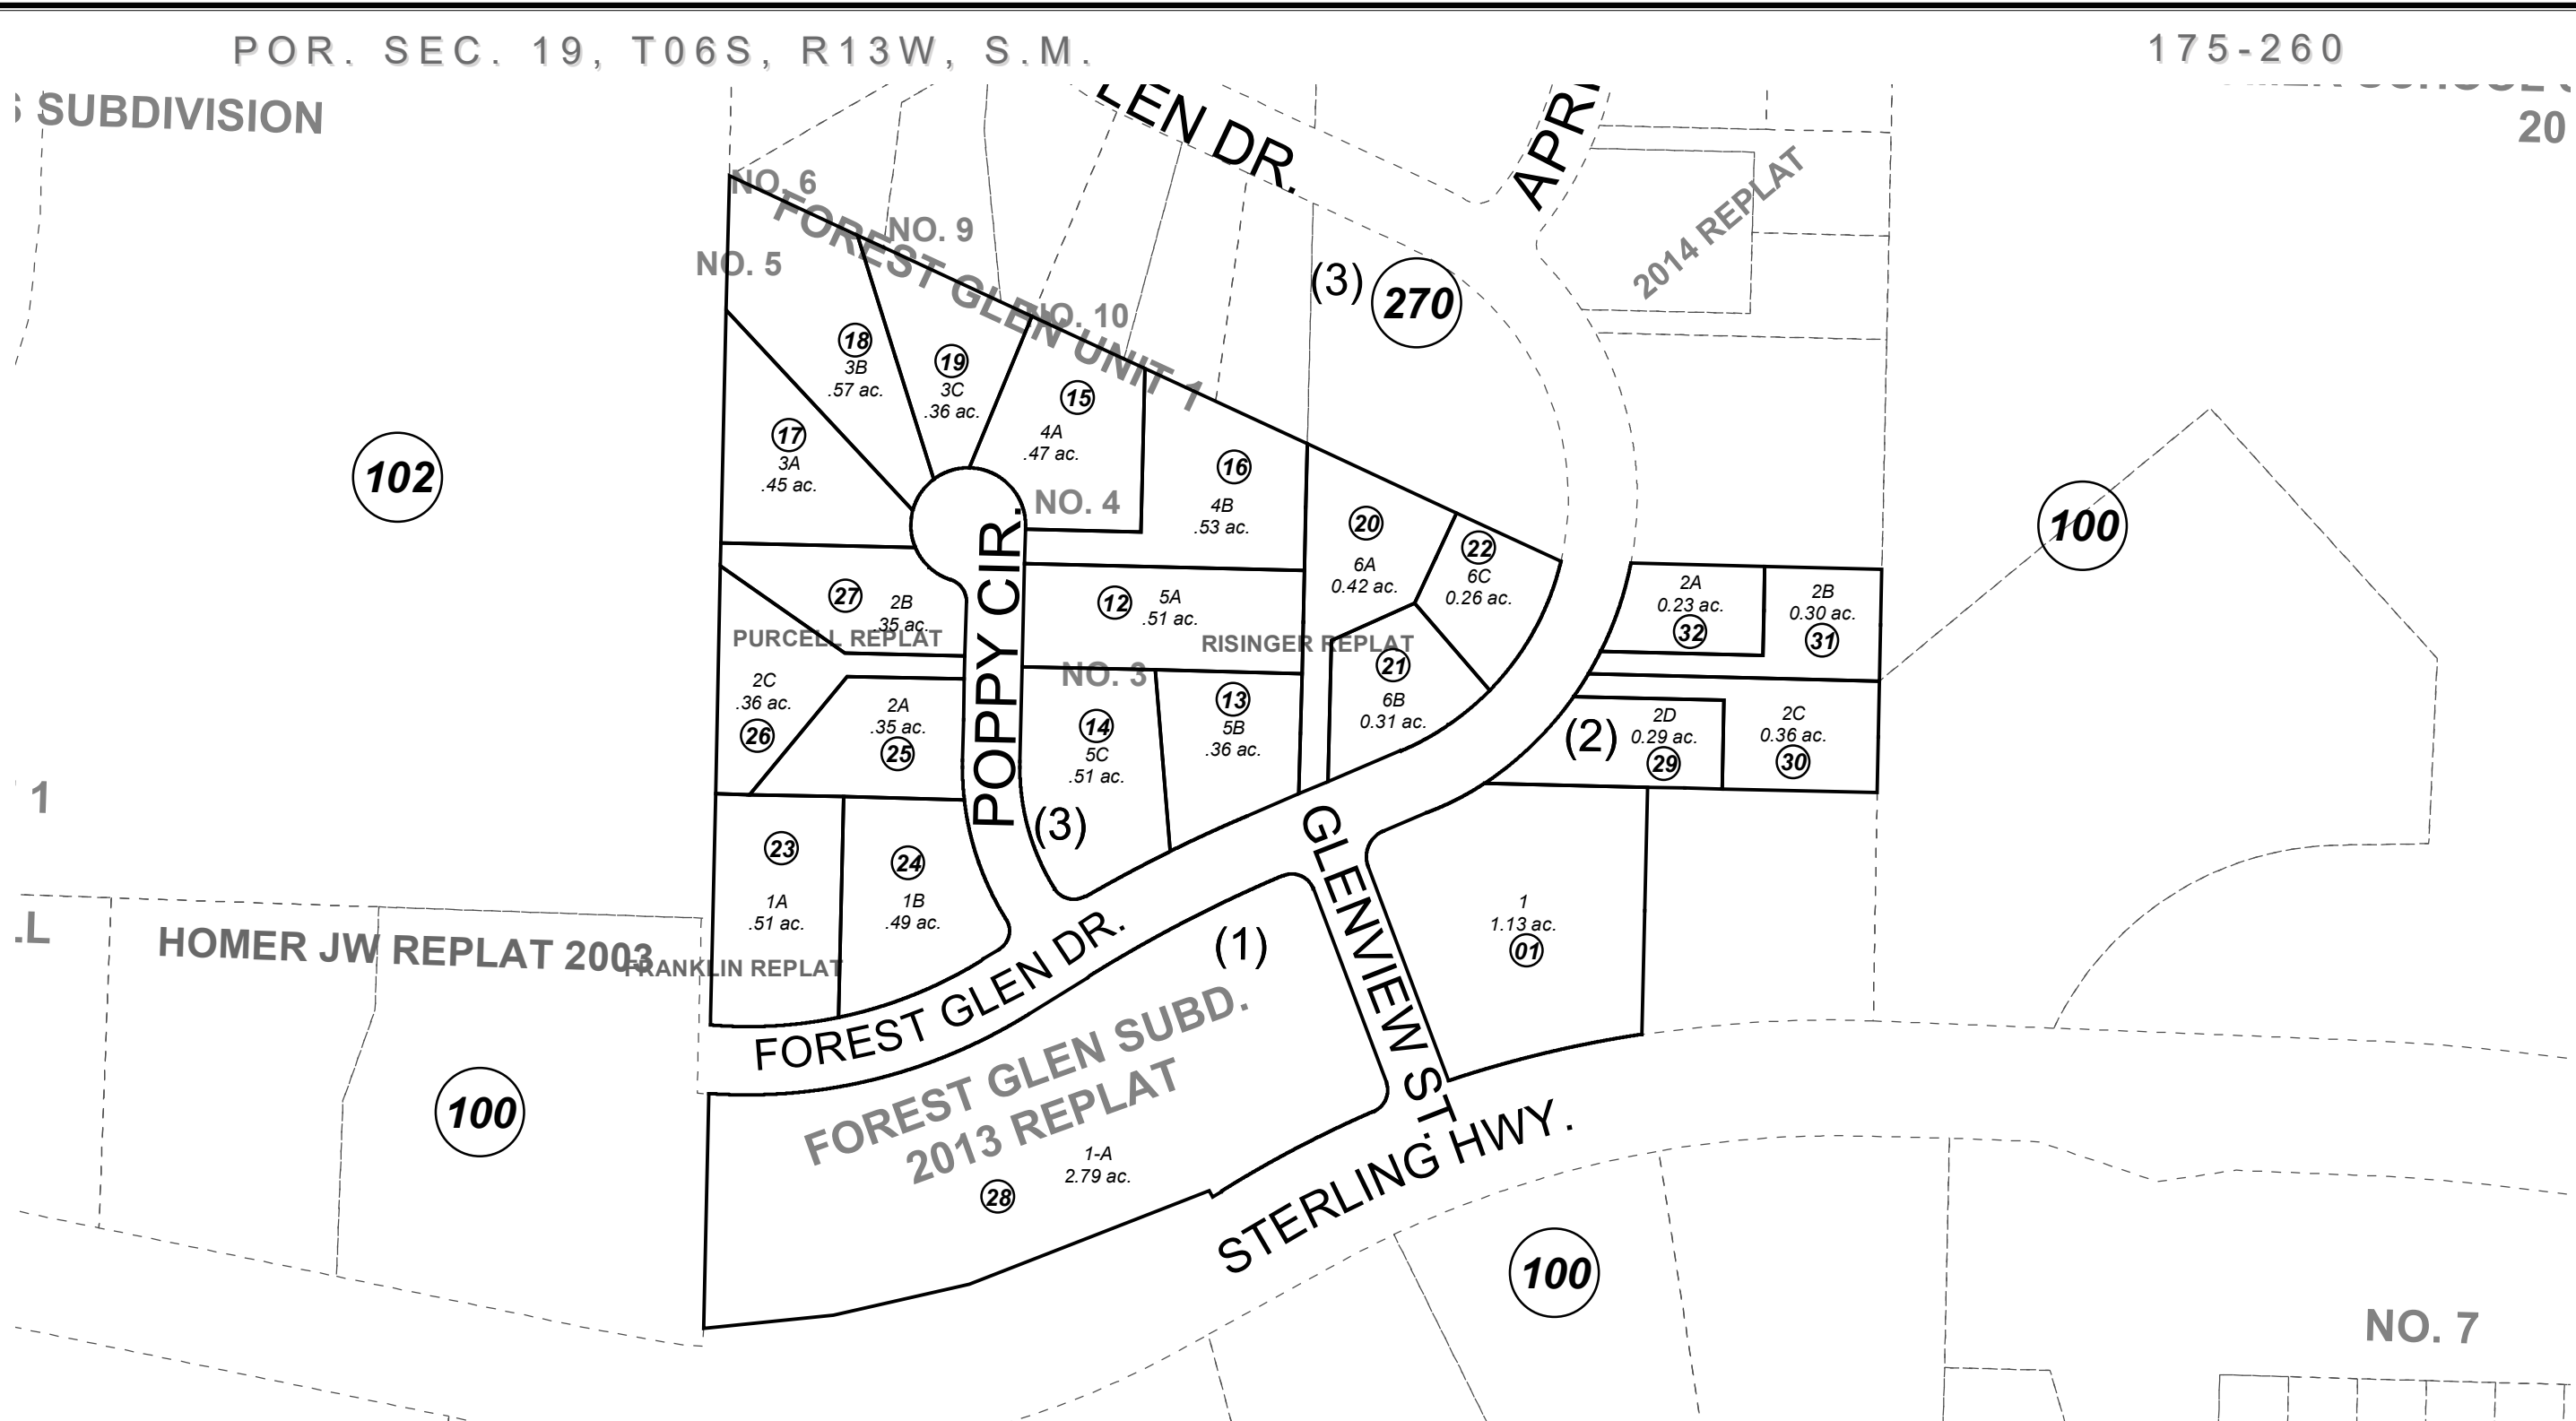 POR. SEC. 19, T06S, R13W, S.M.
175-260
SUBDIVISION
20
LEN DR.
APRI
2014 REPLAT
NO. 6
FOREST GLEN UNIT 1
NO. 9
NO. 5
NO. 10
(3)
270
18
3B
.57 ac.
19
3C
.36 ac.
15
4A
.47 ac.
17
3A
.45 ac.
102
16
4B
.53 ac.
NO. 4
20
6A
0.42 ac.
22
6C
0.26 ac.
100
POPPY CIR.
27
2B
.35 ac.
PURCELL REPLAT
12
5A
.51 ac.
RISINGER REPLAT
2A
0.23 ac.
32
2B
0.30 ac.
31
NO. 3
21
6B
0.31 ac.
2C
.36 ac.
26
2A
.35 ac.
25
14
5C
.51 ac.
13
5B
.36 ac.
(2)
2D
0.29 ac.
29
2C
0.36 ac.
30
1
(3)
23
1A
.51 ac.
24
1B
.49 ac.
GLENVIEW ST.
1
1.13 ac.
01
.L
HOMER JW REPLAT 2003
FRANKLIN REPLAT
FOREST GLEN DR.
(1)
FOREST GLEN SUBD.
2013 REPLAT
100
1-A
2.79 ac.
28
STERLING HWY.
100
NO. 7